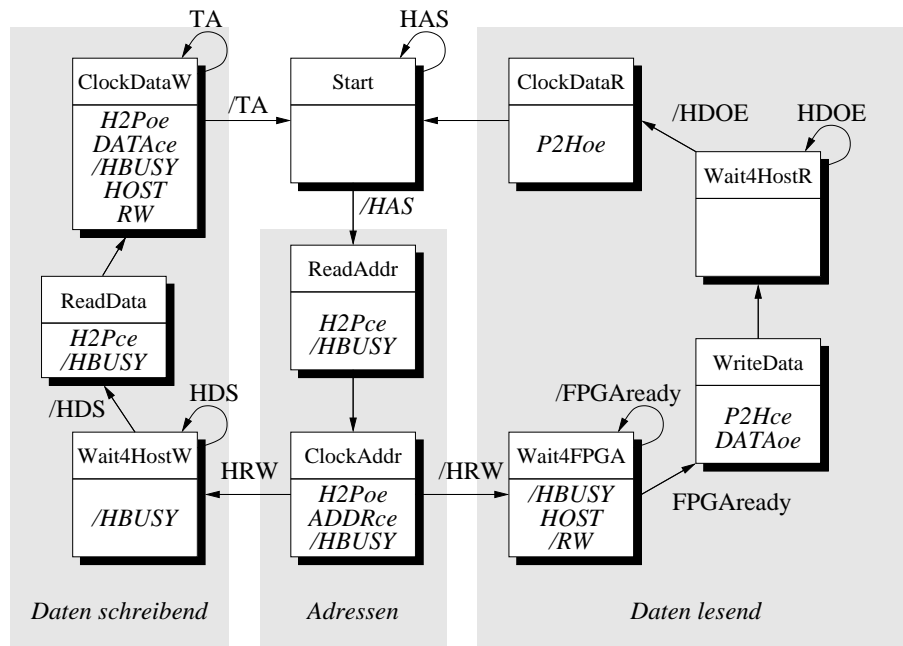 TA
ClockDataW
H2Poe
DATAce
/HBUSY
HOST
RW
/TA
HAS
Start
/HAS
ClockDataR
P2Hoe
/HDOE
HDOE
Wait4HostR
ReadData
H2Pce
/HBUSY
ReadAddr
H2Pce
/HBUSY
WriteData
P2Hce
DATAoe
/HDS
HDS
Wait4HostW
/HBUSY
HRW
ClockAddr
H2Poe
ADDRce
/HBUSY
/HRW
/FPGAready
Wait4FPGA
/HBUSY
HOST
/RW
FPGAready
Daten schreibend
Adressen
Daten lesend